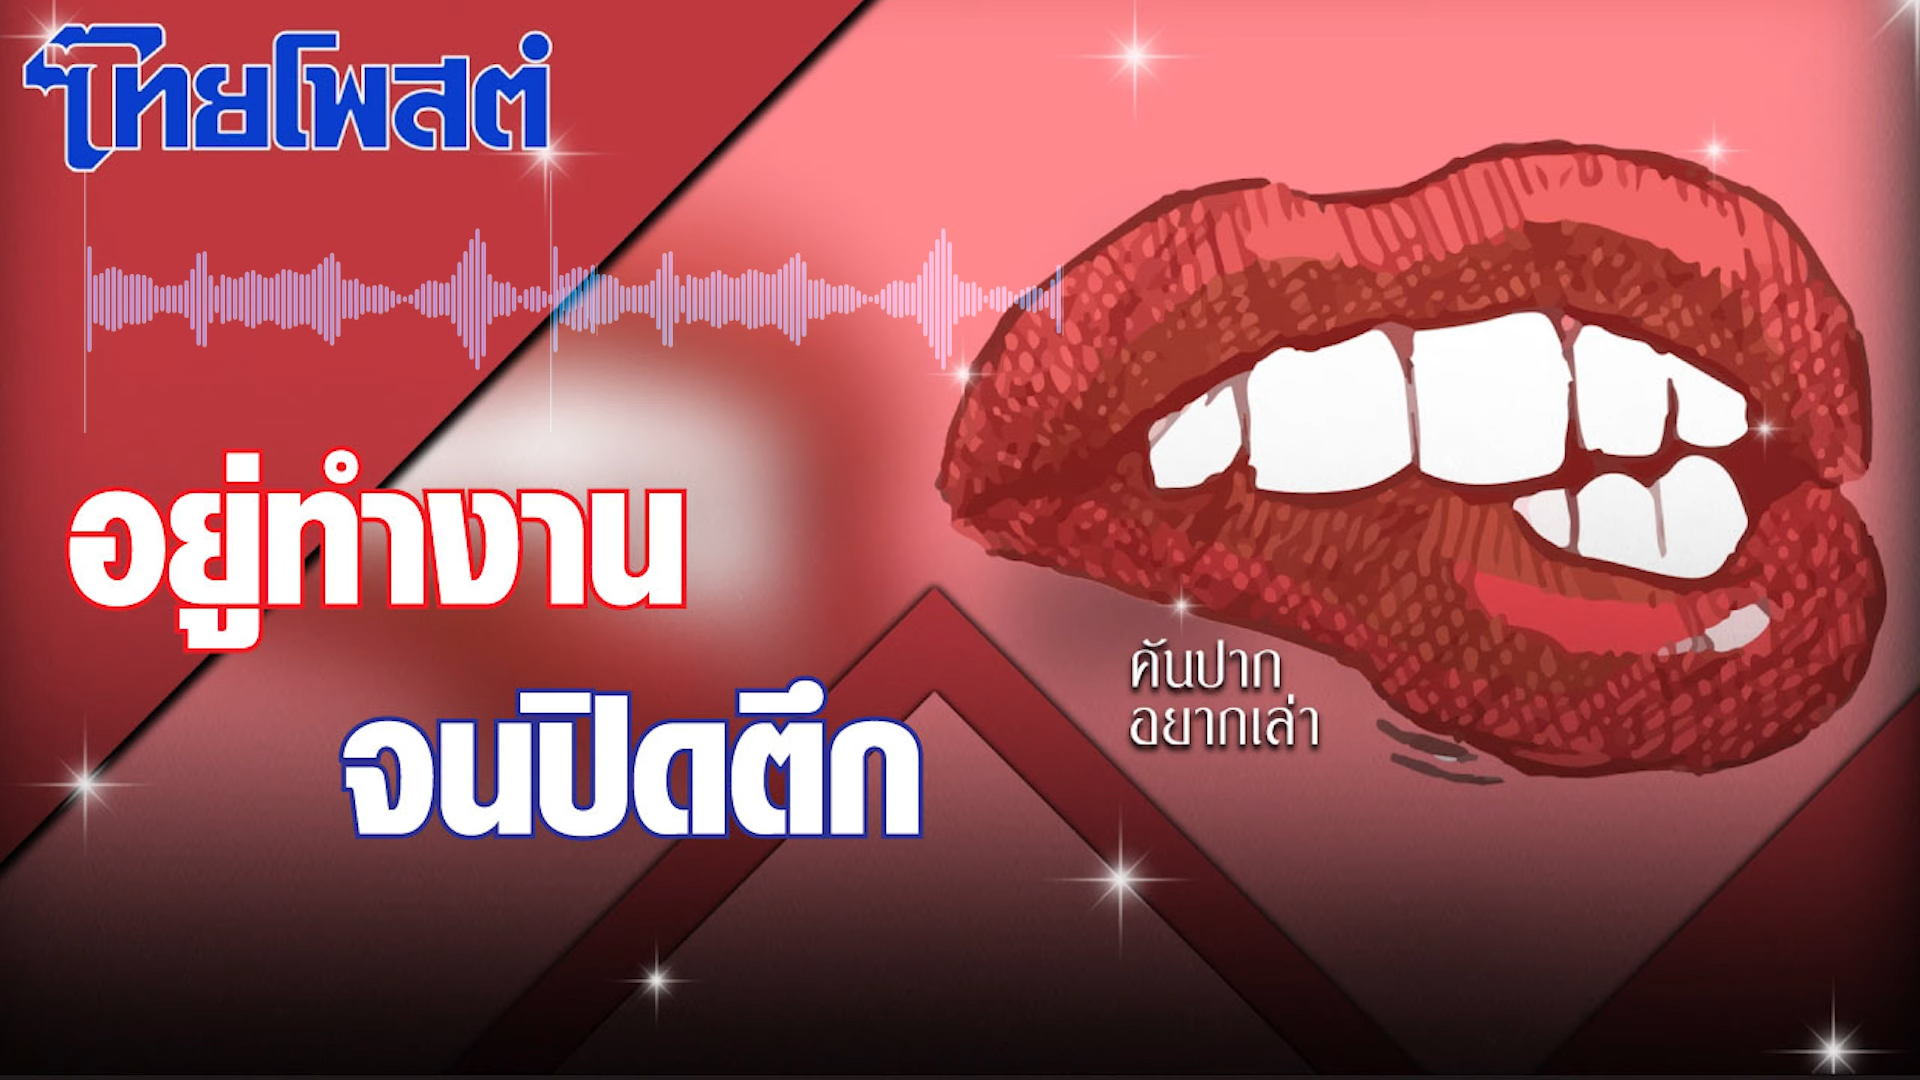 ไทยโพสต์
อยู่ทำงาน
จนปิดตึก
คันปาก
อยากเล่า